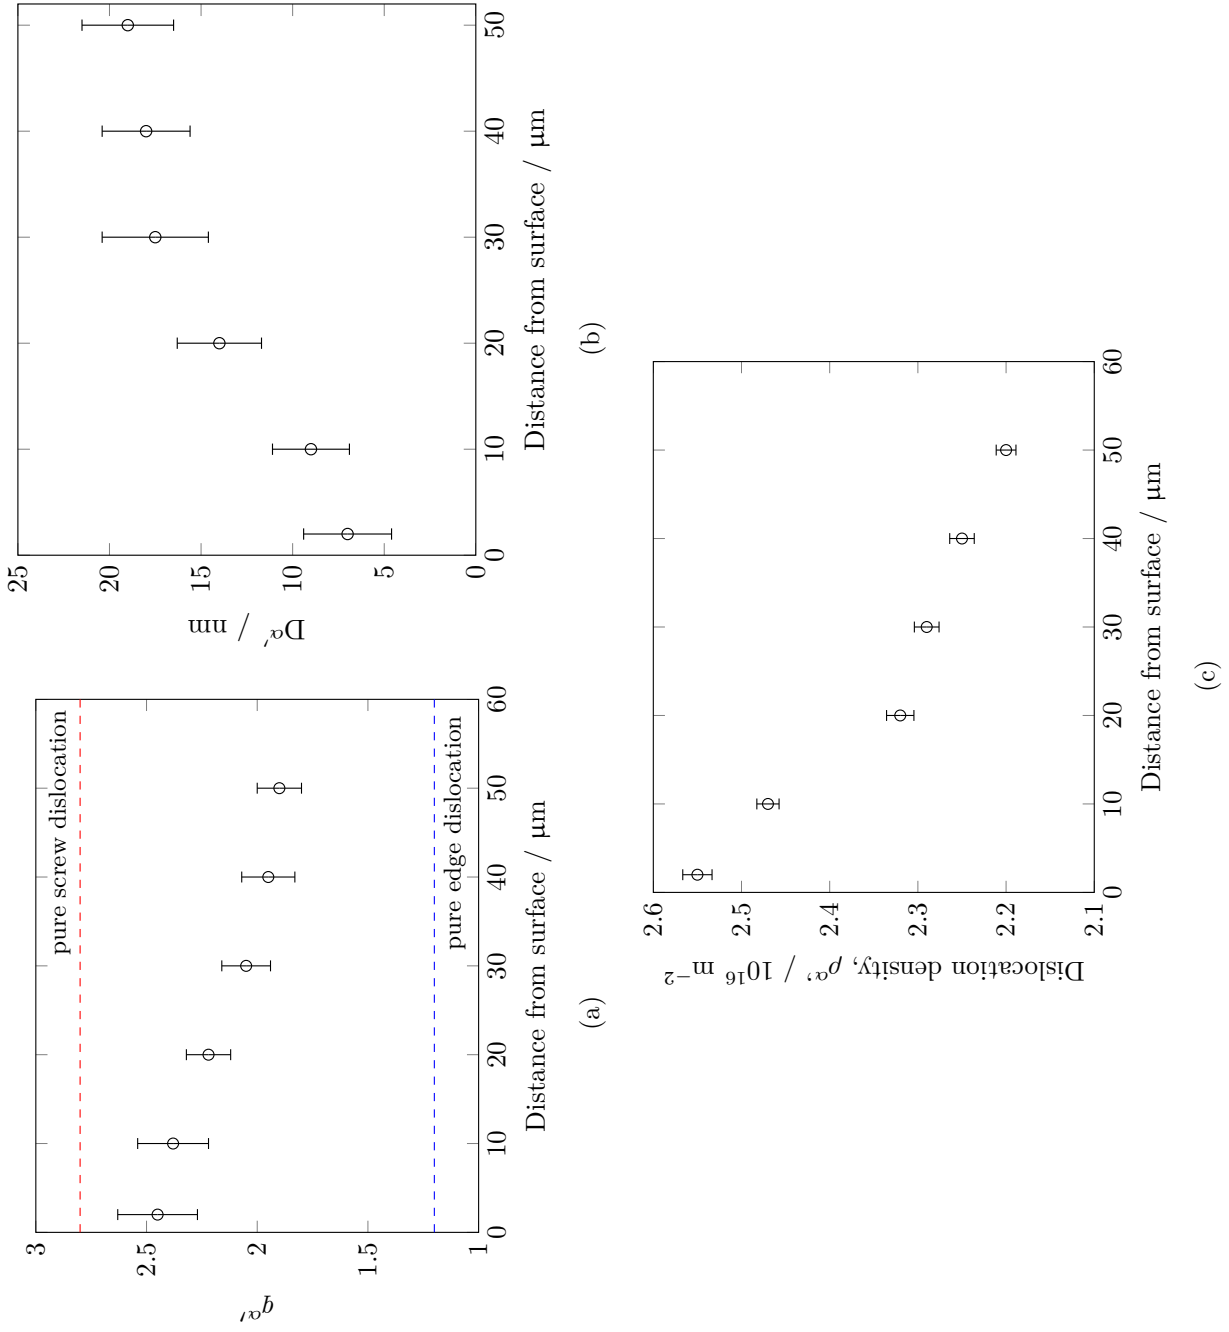 3
2.5
2
1.5
1
q^α′
pure screw dislocation
pure edge dislocation
0 10 20 30 40 50 60
Distance from surface / μm
(a)
25
20
15
10
5
0
D^α′ / nm
0 10 20 30 40 50
Distance from surface / μm
(b)
2.6
2.5
2.4
2.3
2.2
2.1
Dislocation density, ρ^α’ / 10^16 m^−2
0 10 20 30 40 50 60
Distance from surface / μm
(c)